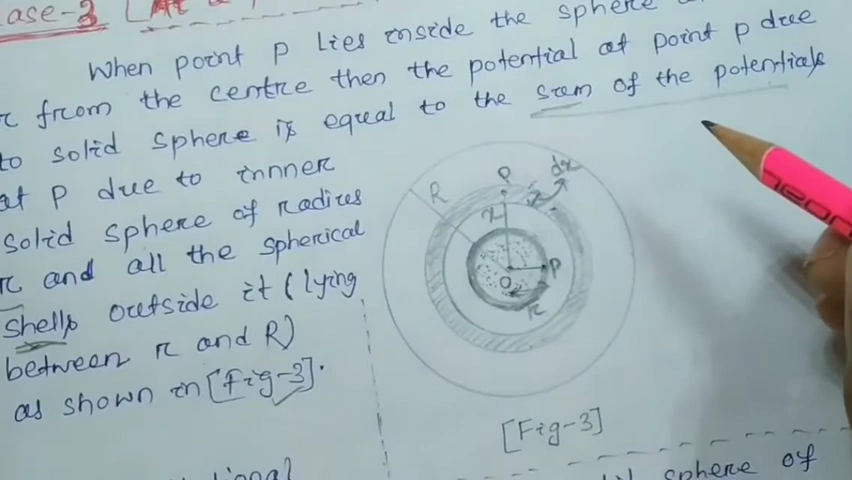 ase-3 [At
When point P lies inside the sphere
r from the centre then the potential at point P due
to solid sphere is equal to the sum of the potentials
at P due to inner
solid sphere of radius
r and all the spherical
shells outside it (lying
between r and R)
as shown in [Fig-3].
R
P
dx
x
x
P
O
r
[Fig-3]
sphere of
neon